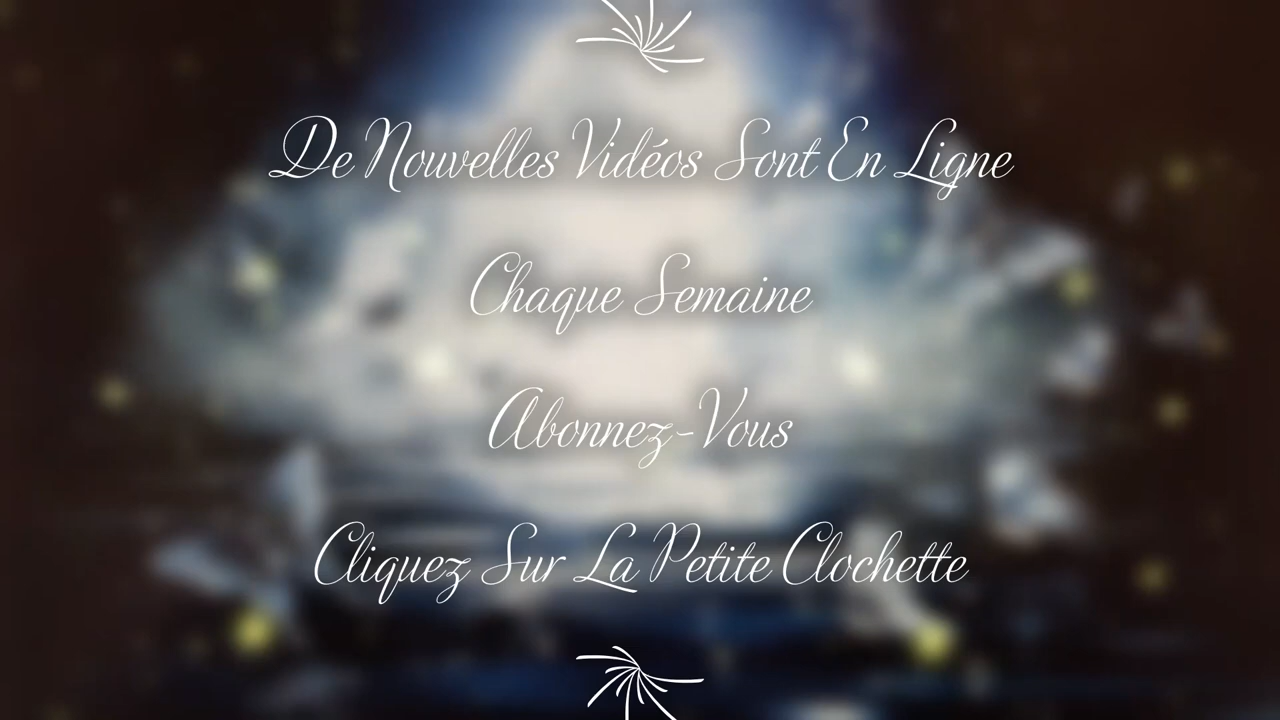 De Nouvelles Vidéos Sont En Ligne
Chaque Semaine
Abonnez-Vous
Cliquez Sur La Petite Clochette